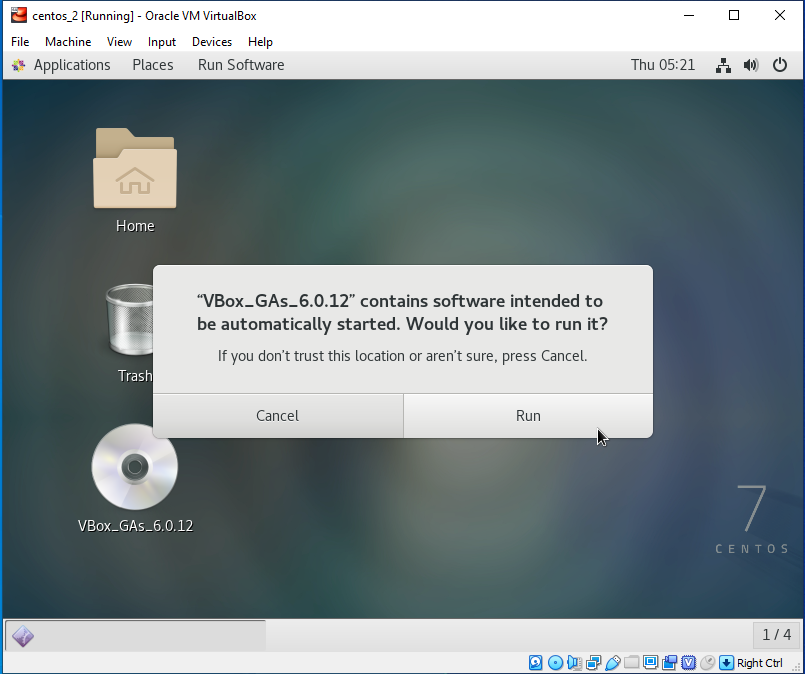 centos_2 [Running] - Oracle VM VirtualBox
File Machine View Input Devices Help
Applications Places Run Software Thu 05:21
Home
“VBox_GAs_6.0.12” contains software intended to
be automatically started. Would you like to run it?
If you don’t trust this location or aren’t sure, press Cancel.
Trash
Cancel Run
VBox_GAs_6.0.12
7
CENTOS
1 / 4
Right Ctrl